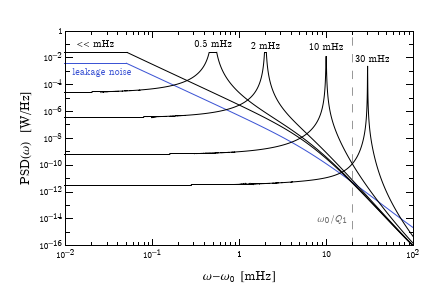 1
<< mHz
0.5 mHz
2 mHz
10 mHz
30 mHz
leakage noise
10⁻²
10⁻⁴
10⁻⁶
10⁻⁸
10⁻¹⁰
10⁻¹²
10⁻¹⁴
10⁻¹⁶
PSD(ω) [W/Hz]
ω₀/Q₁
10⁻² 10⁻¹ 1 10 10²
ω−ω₀ [mHz]